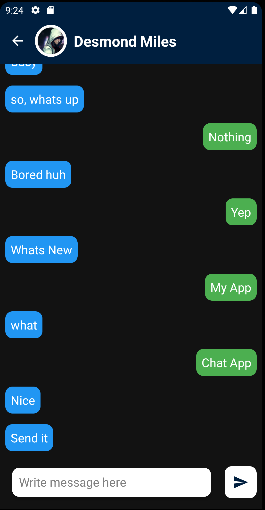 9:24
Desmond Miles
so, whats up
Nothing
Bored huh
Yep
Whats New
My App
what
Chat App
Nice
Send it
Write message here